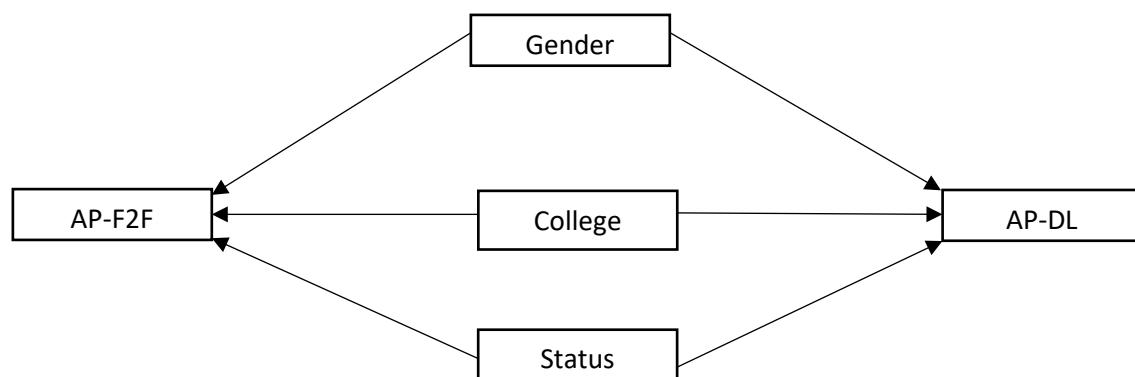 Gender
AP-F2F
College
AP-DL
Status